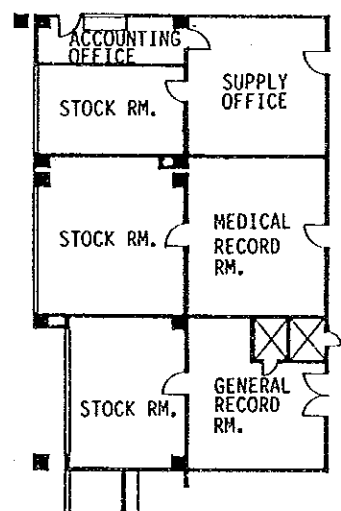 ACCOUNTING
OFFICE
SUPPLY
OFFICE
STOCK RM.
STOCK RM.
MEDICAL
RECORD
RM.
STOCK RM.
GENERAL
RECORD
RM.